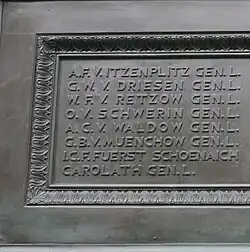 A.F.V. ITZENPLITZ GEN.L.
G.W.V. DRIESEN GEN.L.
W.F.V. RETZOW GEN.L.
O.V. SCHWERIN GEN.L.
A.C.V. WALDOW GEN.L.
G.B.V. MUENCHOW GEN.L.
I.C.F. FUERST SCHOENAICH
CAROLATH GEN.L.